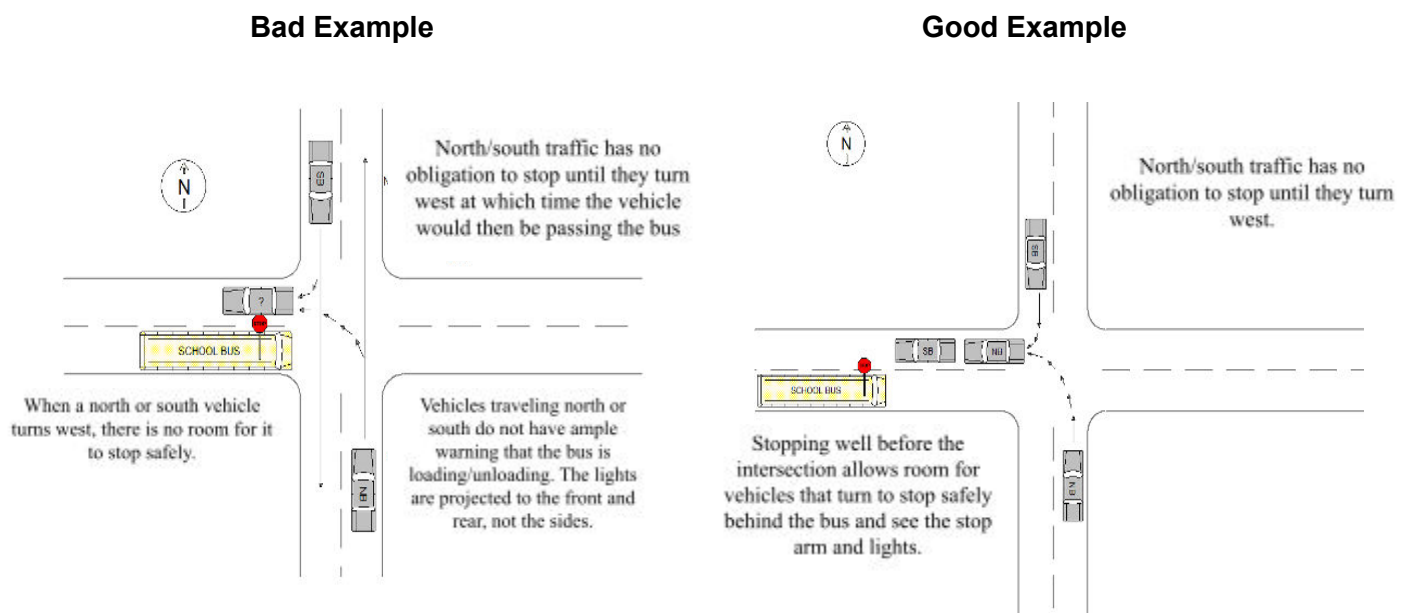 Bad Example
N
SB
North/south traffic has no
obligation to stop until they turn
west at which time the vehicle
would then be passing the bus
?
STOP
SCHOOL BUS
When a north or south vehicle
turns west, there is no room for it
to stop safely.
NB
Vehicles traveling north or
south do not have ample
warning that the bus is
loading/unloading. The lights
are projected to the front and
rear, not the sides.
Good Example
N
North/south traffic has no
obligation to stop until they turn
west.
SB
SB
NB
SCHOOL BUS
Stopping well before the
intersection allows room for
vehicles that turn to stop safely
behind the bus and see the stop
arm and lights.
NB